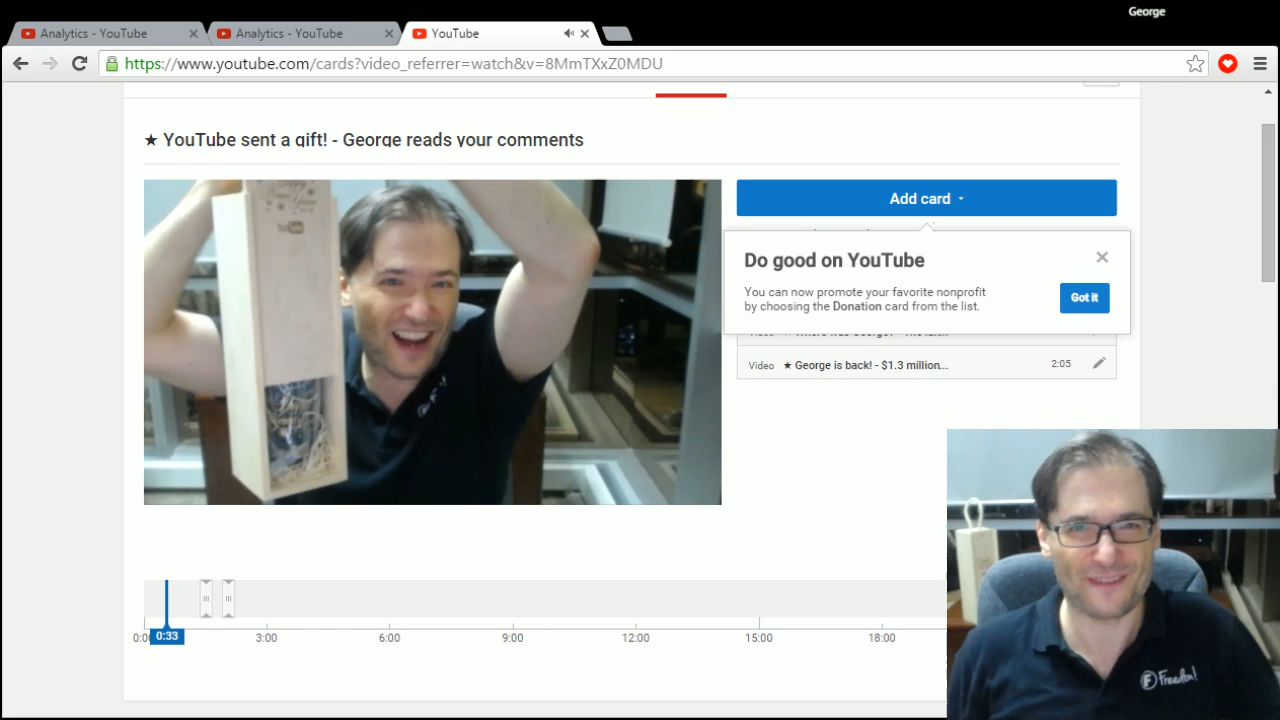 George
Analytics - YouTube
Analytics - YouTube
YouTube
https://www.youtube.com/cards?video_referrer=watch&v=8MmTXxZ0MDU
★ YouTube sent a gift! - George reads your comments
Add card
Do good on YouTube
You can now promote your favorite nonprofit
by choosing the Donation card from the list.
Got it
Video ★ George is back! - $1.3 million... 2:05
YouTube
0:33
3:00
6:00
9:00
12:00
15:00
18:00
F Freedom!